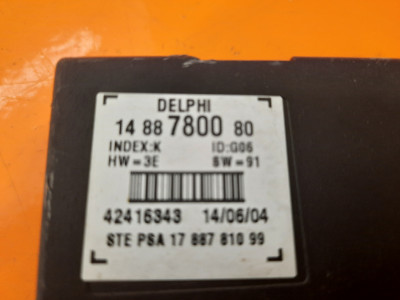 DELPHI
14 88 7800 80
INDEX:K ID:G06
HW=3E SW=91
42416343 14/06/04
STE PSA 17 887 810 99